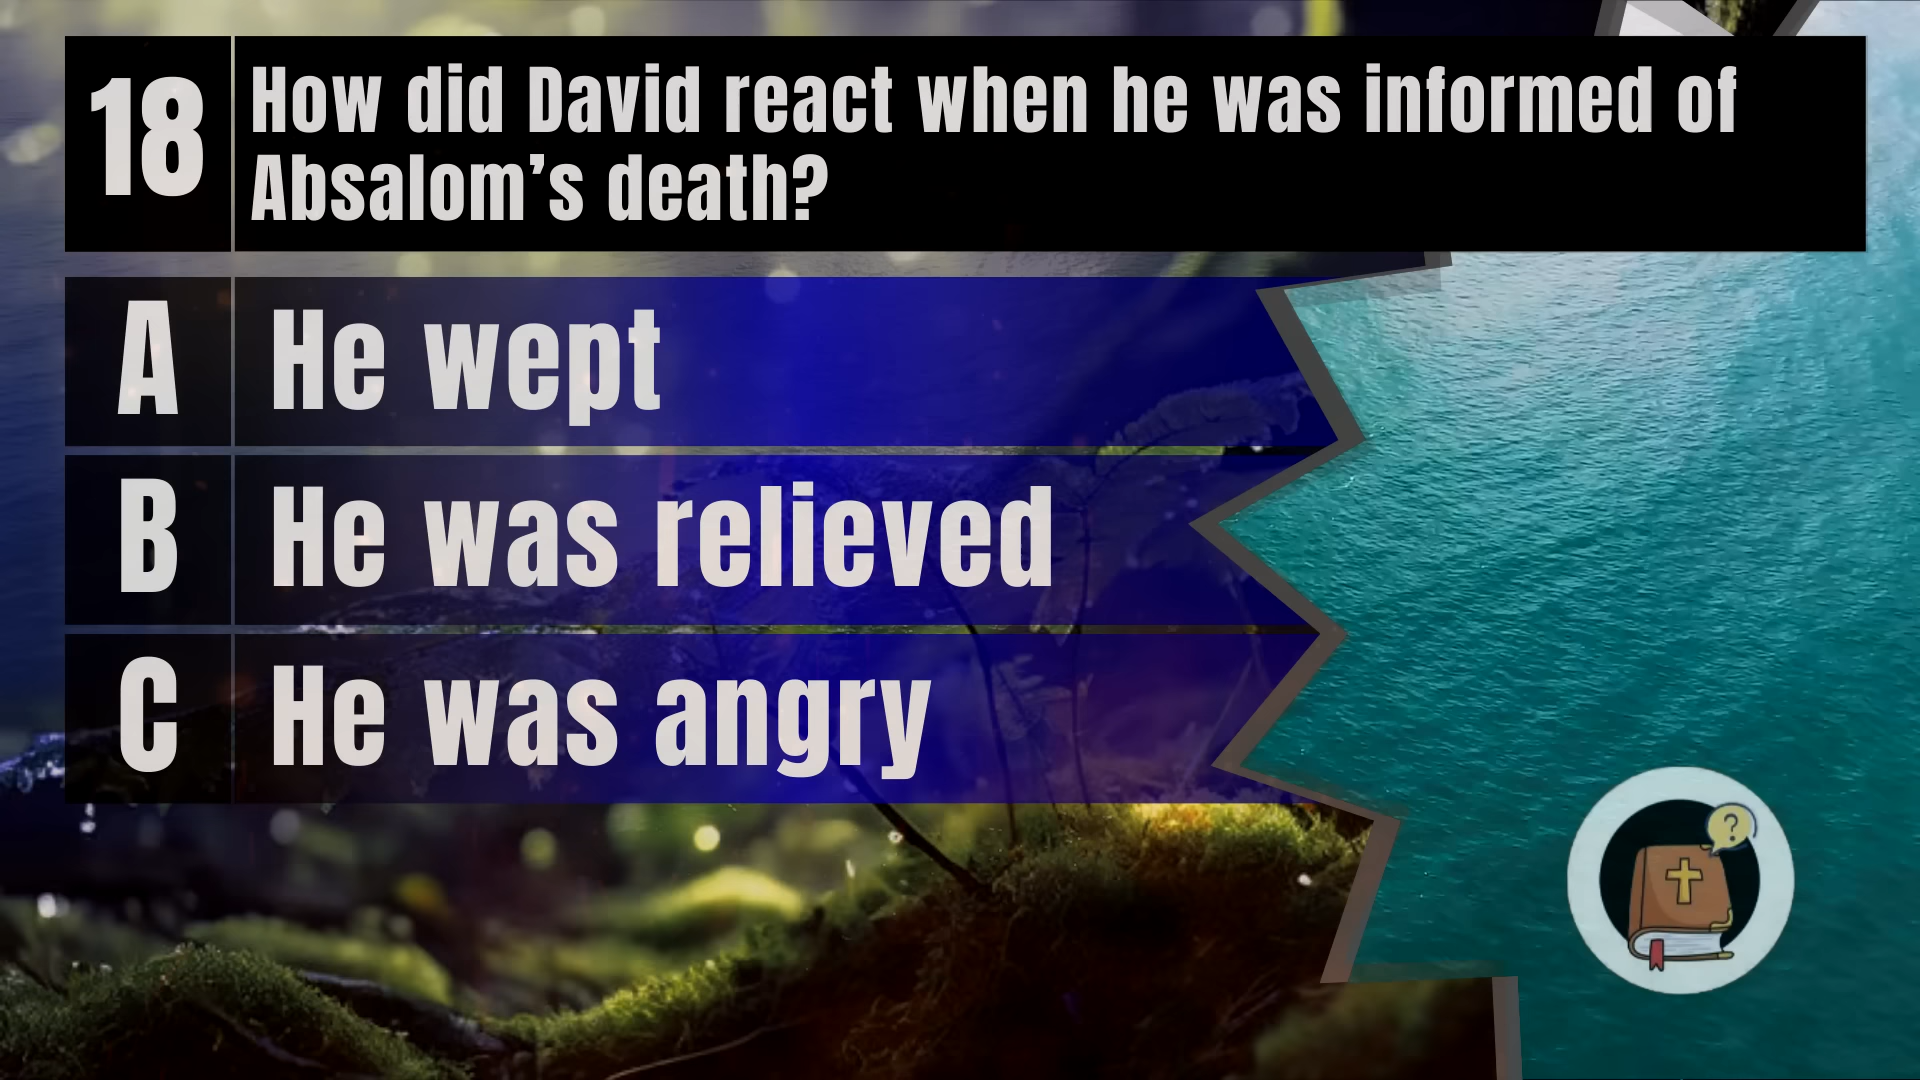 18
How did David react when he was informed of
Absalom’s death?
A
He wept
B
He was relieved
C
He was angry
?